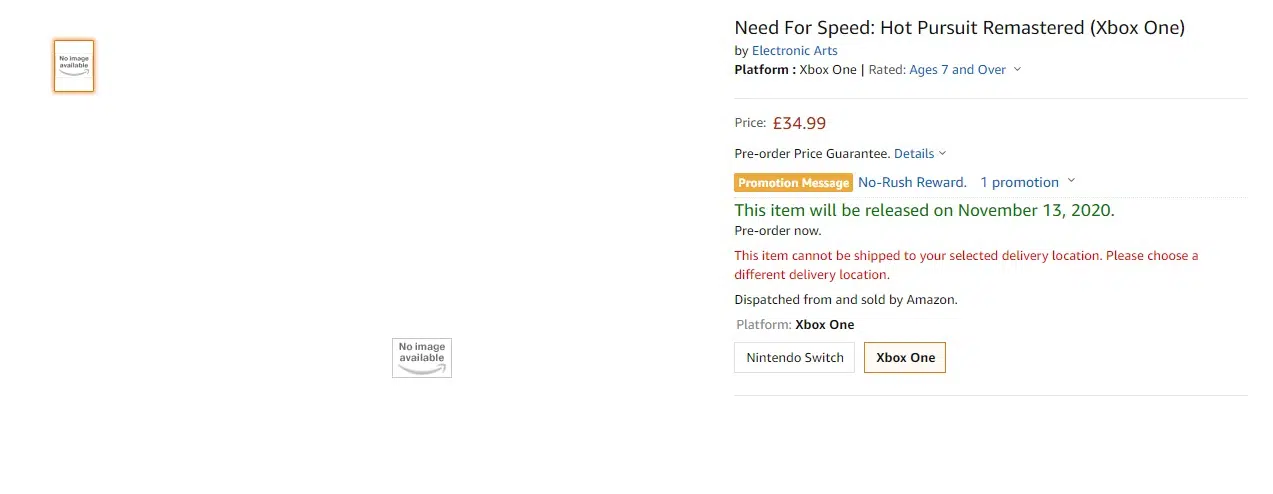 No image
available
Need For Speed: Hot Pursuit Remastered (Xbox One)
by Electronic Arts
Platform : Xbox One | Rated: Ages 7 and Over
Price: £34.99
Pre-order Price Guarantee. Details
Promotion Message No-Rush Reward. 1 promotion
This item will be released on November 13, 2020.
Pre-order now.
This item cannot be shipped to your selected delivery location. Please choose a
different delivery location.
Dispatched from and sold by Amazon.
Platform: Xbox One
Nintendo Switch Xbox One
No image
available